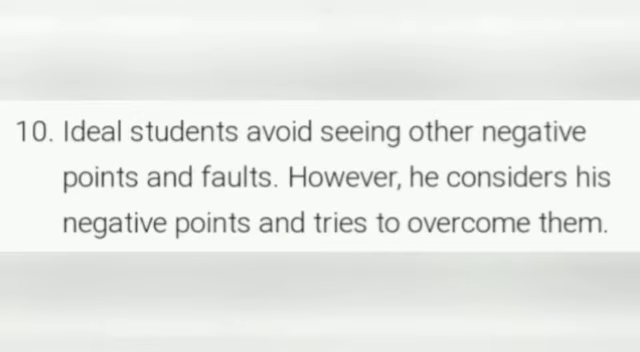 10. Ideal students avoid seeing other negative
points and faults. However, he considers his
negative points and tries to overcome them.